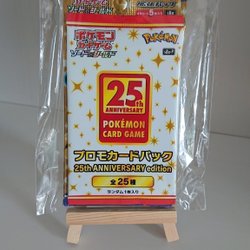 ポケモン
カードゲーム
ソード&シールド
Pokémon
25th
ANNIVERSARY
POKÉMON
CARD GAME
プロモカードパック
25th ANNIVERSARY edition
全25種
ランダム1枚入り